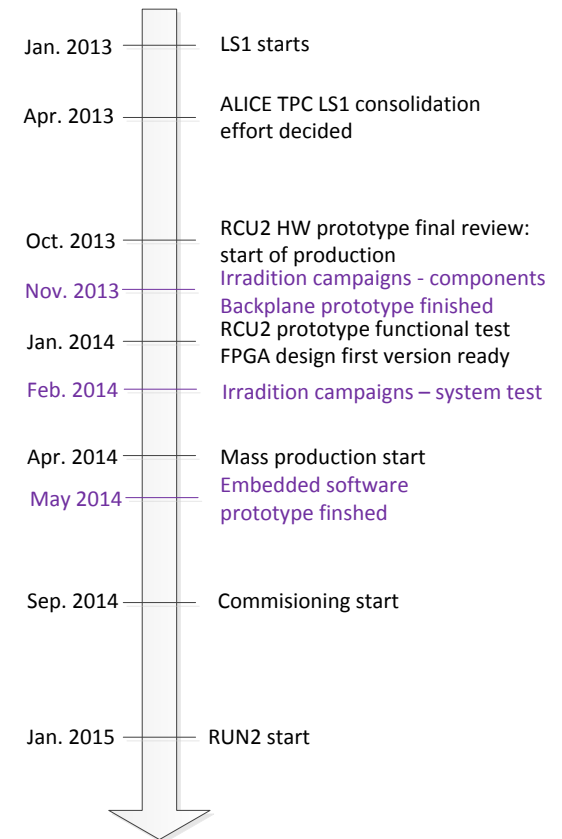 Jan. 2013 LS1 starts
Apr. 2013 ALICE TPC LS1 consolidation
effort decided
Oct. 2013 RCU2 HW prototype final review:
start of production
Nov. 2013 Irradition campaigns - components
Backplane prototype finished
Jan. 2014 RCU2 prototype functional test
FPGA design first version ready
Feb. 2014 Irradition campaigns – system test
Apr. 2014 Mass production start
May 2014 Embedded software
prototype finshed
Sep. 2014 Commisioning start
Jan. 2015 RUN2 start